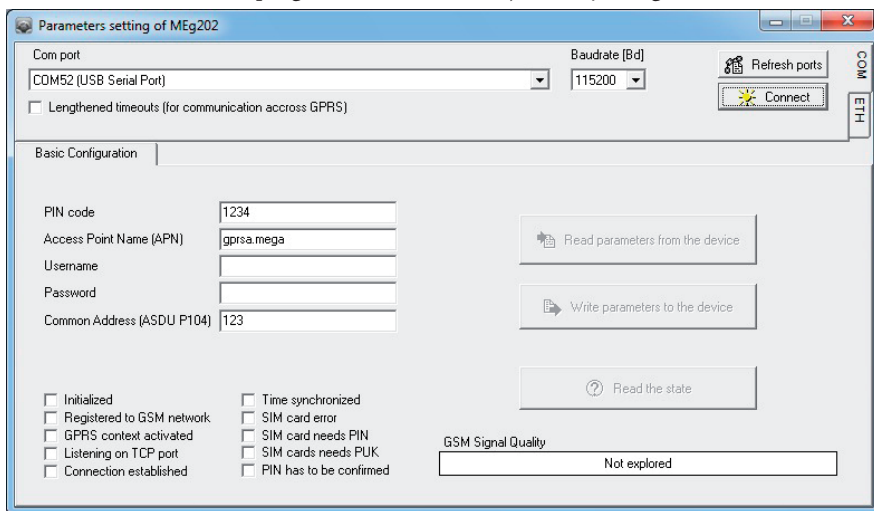 Parameters setting of MEg202
Com port
Baudrate [Bd]
COM52 (USB Serial Port)
115200
Refresh ports
Connect
COM
ETH
Lengthened timeouts (for communication accross GPRS)
Basic Configuration
PIN code
1234
Access Point Name (APN)
gprsa.mega
Username
Password
Common Address (ASDU P104)
123
Read parameters from the device
Write parameters to the device
Read the state
Initialized
Registered to GSM network
GPRS context activated
Listening on TCP port
Connection established
Time synchronized
SIM card error
SIM card needs PIN
SIM cards needs PUK
PIN has to be confirmed
GSM Signal Quality
Not explored